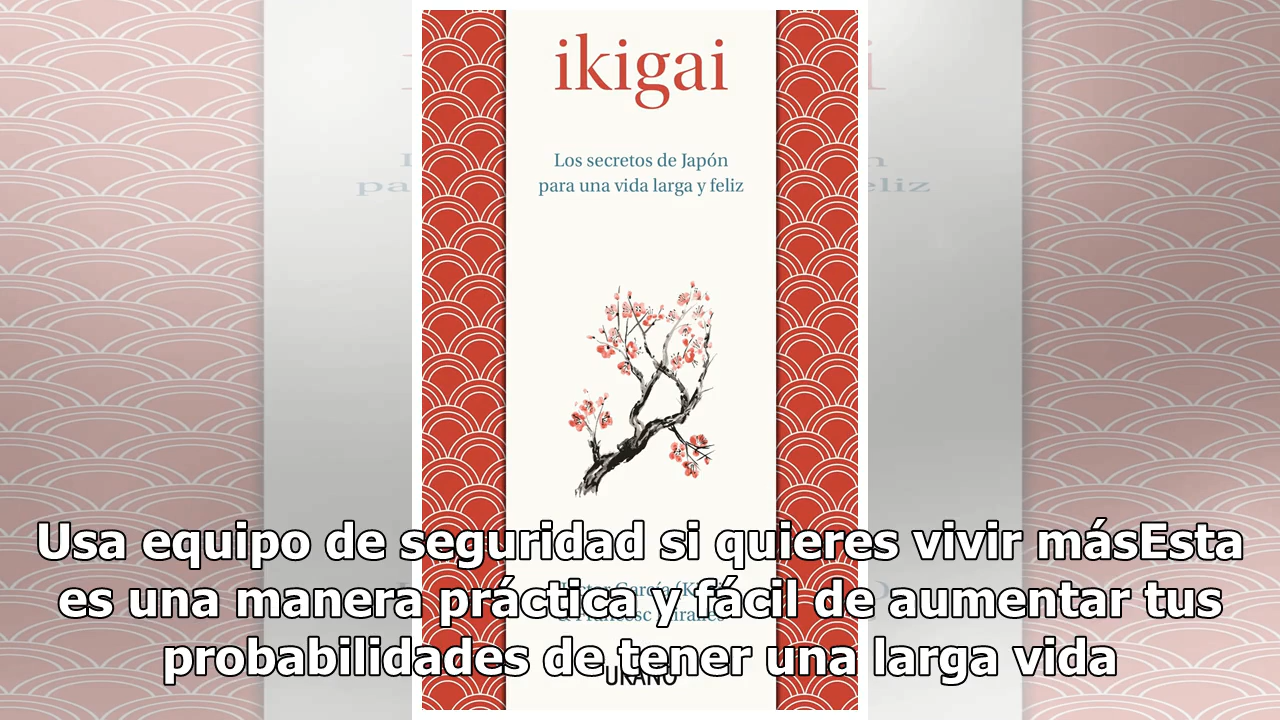 ikigai
Los secretos de Japón
para una vida larga y feliz
Usa equipo de seguridad si quieres vivir másEsta
es una manera práctica y fácil de aumentar tus
probabilidades de tener una larga vida
URANO